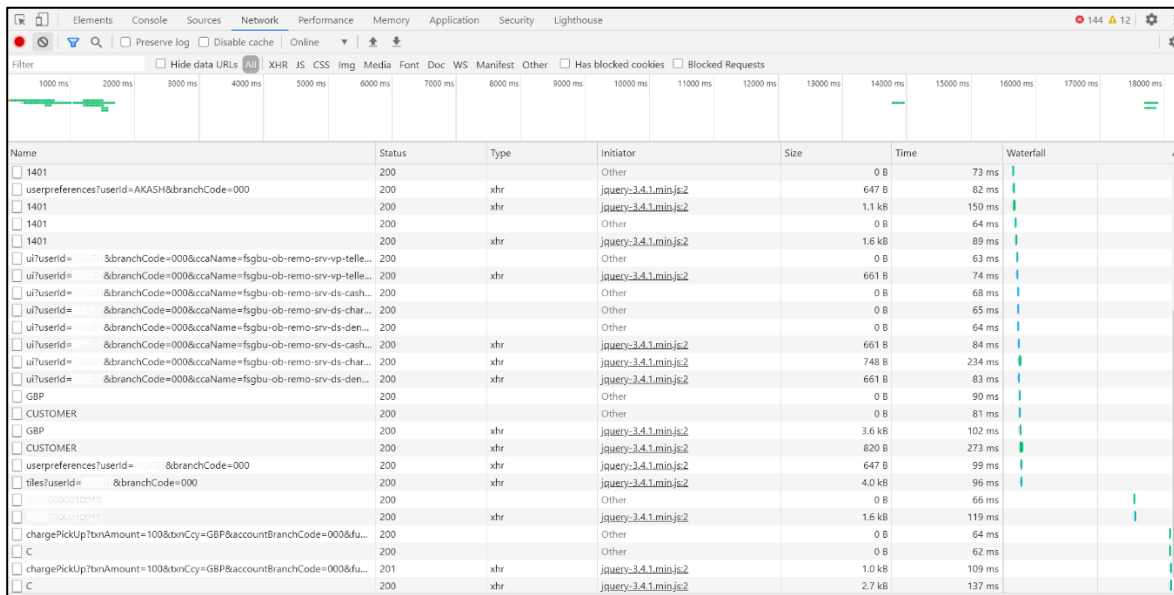 Elements Console Sources Network Performance Memory Application Security Lighthouse 144 12
Preserve log Disable cache Online
Filter Hide data URLs All XHR JS CSS Img Media Font Doc WS Manifest Other Has blocked cookies Blocked Requests
1000 ms 2000 ms 3000 ms 4000 ms 5000 ms 6000 ms 7000 ms 8000 ms 9000 ms 10000 ms 11000 ms 12000 ms 13000 ms 14000 ms 15000 ms 16000 ms 17000 ms 18000 ms
Name Status Type Initiator Size Time Waterfall
1401 200 Other 0 B 73 ms
userpreferences?userId=AKASH&branchCode=000 200 xhr jquery-3.4.1.min.js:2 647 B 82 ms
1401 200 xhr jquery-3.4.1.min.js:2 1.1 kB 150 ms
1401 200 Other 0 B 64 ms
1401 200 xhr jquery-3.4.1.min.js:2 1.6 kB 89 ms
ui?userId= &branchCode=000&ccaName=fsgbu-ob-remo-srv-vp-telle... 200 Other 0 B 63 ms
ui?userId= &branchCode=000&ccaName=fsgbu-ob-remo-srv-vp-telle... 200 xhr jquery-3.4.1.min.js:2 661 B 74 ms
ui?userId= &branchCode=000&ccaName=fsgbu-ob-remo-srv-ds-cash... 200 Other 0 B 68 ms
ui?userId= &branchCode=000&ccaName=fsgbu-ob-remo-srv-ds-char... 200 Other 0 B 65 ms
ui?userId= &branchCode=000&ccaName=fsgbu-ob-remo-srv-ds-den... 200 Other 0 B 64 ms
ui?userId= &branchCode=000&ccaName=fsgbu-ob-remo-srv-ds-cash... 200 xhr jquery-3.4.1.min.js:2 661 B 84 ms
ui?userId= &branchCode=000&ccaName=fsgbu-ob-remo-srv-ds-char... 200 xhr jquery-3.4.1.min.js:2 748 B 234 ms
ui?userId= &branchCode=000&ccaName=fsgbu-ob-remo-srv-ds-den... 200 xhr jquery-3.4.1.min.js:2 661 B 83 ms
GBP 200 Other 0 B 90 ms
CUSTOMER 200 Other 0 B 81 ms
GBP 200 xhr jquery-3.4.1.min.js:2 3.6 kB 102 ms
CUSTOMER 200 xhr jquery-3.4.1.min.js:2 820 B 273 ms
userpreferences?userId= &branchCode=000 200 xhr jquery-3.4.1.min.js:2 647 B 99 ms
tiles?userId= &branchCode=000 200 xhr jquery-3.4.1.min.js:2 4.0 kB 96 ms
200 Other 0 B 66 ms
200 xhr jquery-3.4.1.min.js:2 1.6 kB 119 ms
chargePickUp?txnAmount=100&txnCcy=GBP&accountBranchCode=000&fu... 200 Other 0 B 64 ms
C 200 Other 0 B 62 ms
chargePickUp?txnAmount=100&txnCcy=GBP&accountBranchCode=000&fu... 201 xhr jquery-3.4.1.min.js:2 1.0 kB 109 ms
C 200 xhr jquery-3.4.1.min.js:2 2.7 kB 137 ms